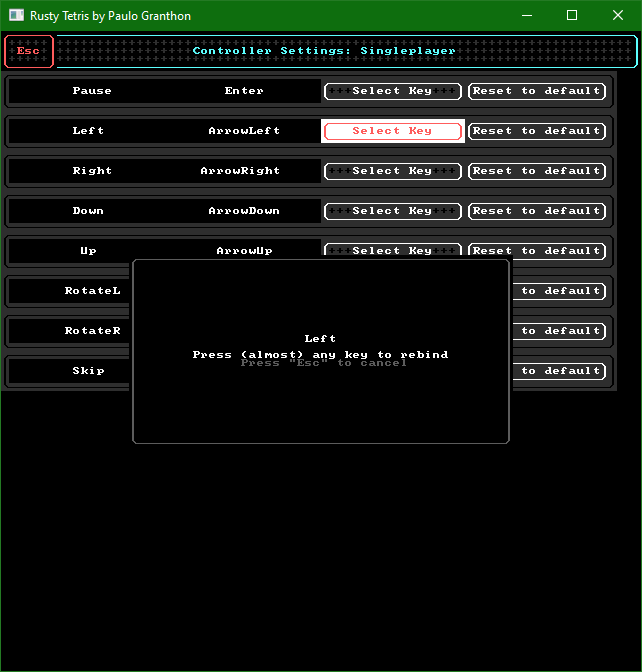 Rusty Tetris by Paulo Granthon
Esc Controller Settings: Singleplayer
Pause Enter +++Select Key+++ Reset to default
Left ArrowLeft Select Key Reset to default
Right ArrowRight +++Select Key+++ Reset to default
Down ArrowDown +++Select Key+++ Reset to default
Up ArrowUp +++Select Key+++ Reset to default
RotateL to default
Left
RotateR to default
Press (almost) any key to rebind
Press "Esc" to cancel
Skip to default